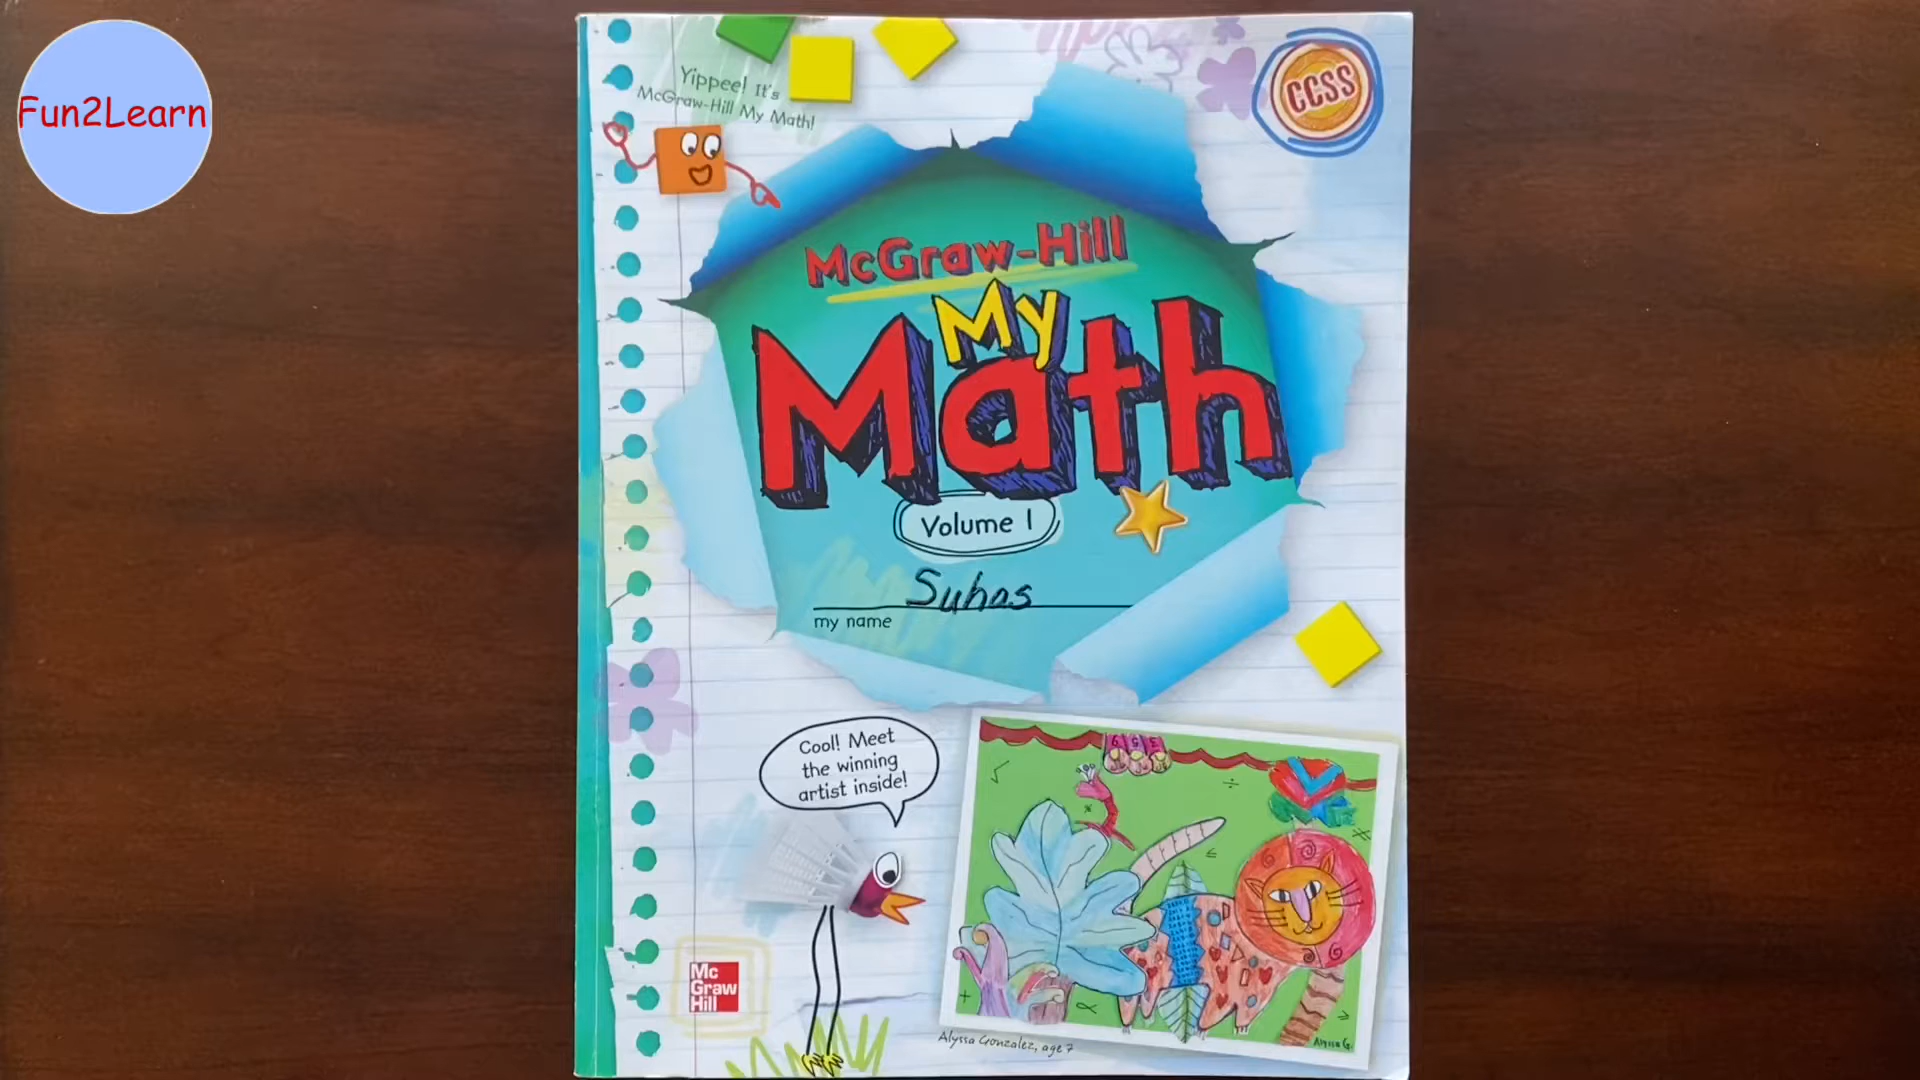 Fun2Learn
Yippee! It's
McGraw-Hill My Math!
CCSS
McGraw-Hill
My
Math
Volume 1
Suhas
my name
Cool! Meet
the winning
artist inside!
Mc
Graw
Hill
Alyssa Gonzalez, age 7
Alyssa G.